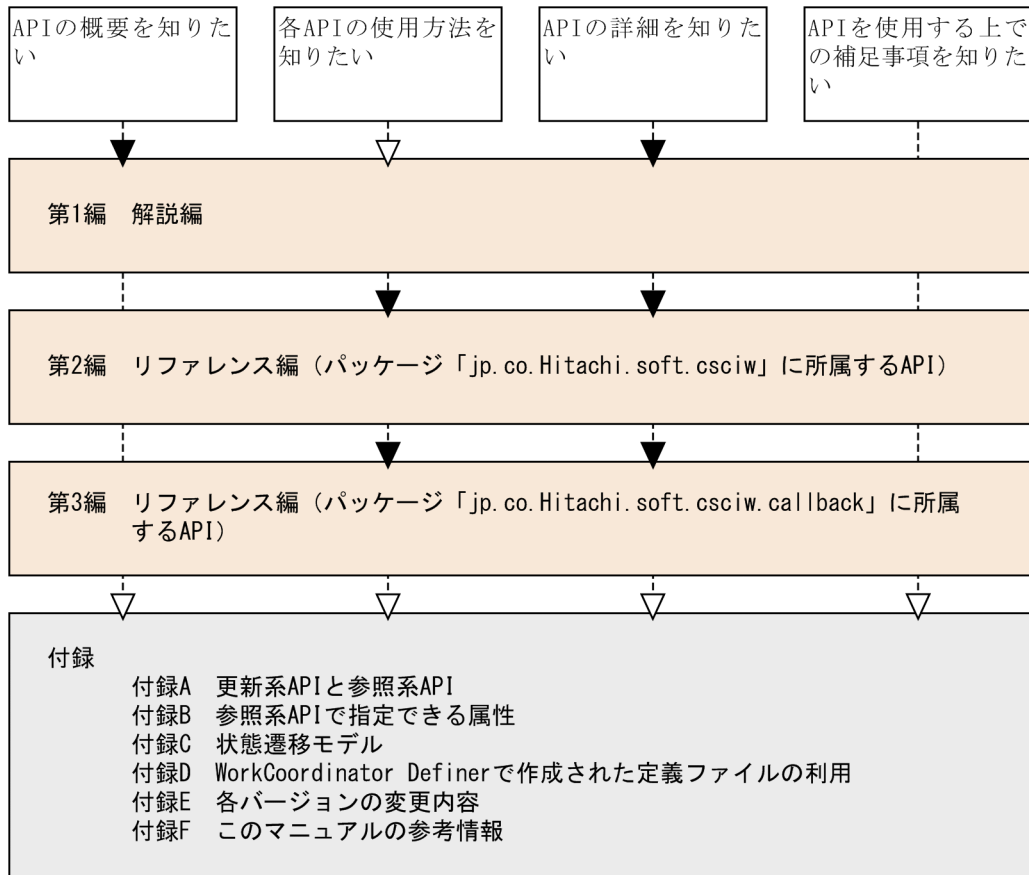 APIの概要を知りた
い
各APIの使用方法を
知りたい
APIの詳細を知りた
い
APIを使用する上で
の補足事項を知りた
い
第1編 解説編
第2編 リファレンス編（パッケージ「jp.co.Hitachi.soft.csciw」に所属するAPI）
第3編 リファレンス編（パッケージ「jp.co.Hitachi.soft.csciw.callback」に所属
するAPI）
付録
付録A 更新系APIと参照系API
付録B 参照系APIで指定できる属性
付録C 状態遷移モデル
付録D WorkCoordinator Definerで作成された定義ファイルの利用
付録E 各バージョンの変更内容
付録F このマニュアルの参考情報